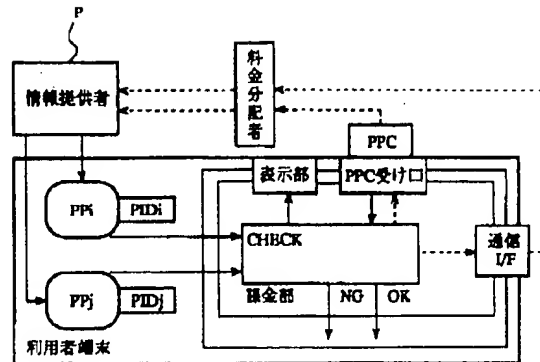 P
情報提供者
料金分配者
PPC
表示部
PPC受け口
PPi
PIDi
CHECK
通信
I/F
PPj
PIDj
課金部
NG
OK
利用者端末